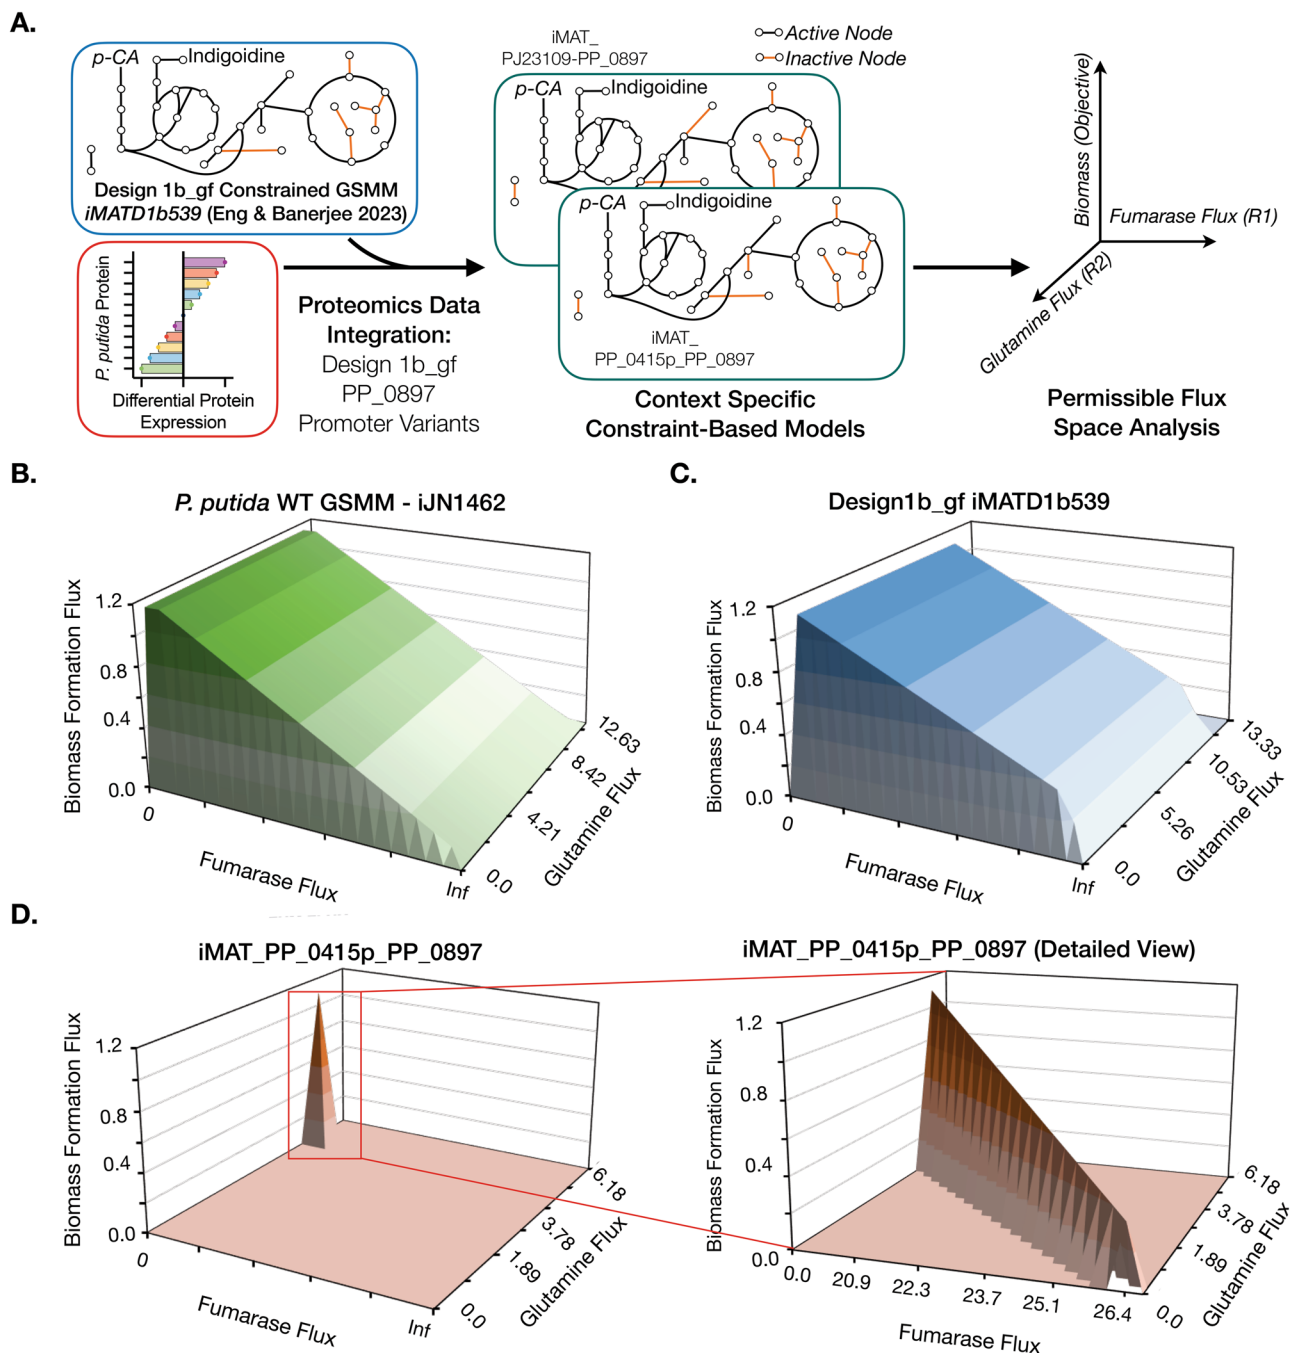 A.
p-CA
Indigoidine
Design 1b_gf Constrained GSMM
iMATD1b539 (Eng & Banerjee 2023)
P. putida Protein
Differential Protein
Expression
Proteomics Data
Integration:
Design 1b_gf
PP_0897
Promoter Variants
iMAT_
PJ23109-PP_0897
Active Node
Inactive Node
p-CA
Indigoidine
p-CA
Indigoidine
iMAT_
PP_0415p_PP_0897
Context Specific
Constraint-Based Models
Biomass (Objective)
Fumarase Flux (R1)
Glutamine Flux (R2)
Permissible Flux
Space Analysis
B.
P. putida WT GSMM - iJN1462
Biomass Formation Flux
1.2
0.8
0.4
0.0
0
Fumarase Flux
Inf
0.0
4.21
8.42
12.63
Glutamine Flux
C.
Design1b_gf iMATD1b539
Biomass Formation Flux
1.2
0.8
0.4
0.0
0
Fumarase Flux
Inf
0.0
5.26
10.53
13.33
Glutamine Flux
D.
iMAT_PP_0415p_PP_0897
Biomass Formation Flux
1.2
0.8
0.4
0.0
0
Fumarase Flux
Inf
0.0
1.89
3.78
6.18
Glutamine Flux
iMAT_PP_0415p_PP_0897 (Detailed View)
Biomass Formation Flux
1.2
0.8
0.4
0.0
0.0
20.9
22.3
23.7
25.1
26.4
Fumarase Flux
0.0
1.89
3.78
6.18
Glutamine Flux